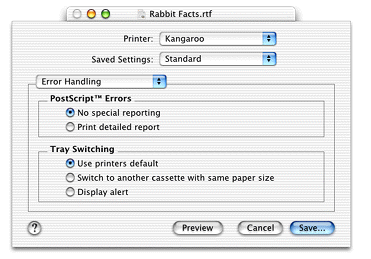 Rabbit Facts.rtf
Printer: Kangaroo
Saved Settings: Standard
Error Handling
PostScript™ Errors
No special reporting
Print detailed report
Tray Switching
Use printers default
Switch to another cassette with same paper size
Display alert
? Preview Cancel Save...